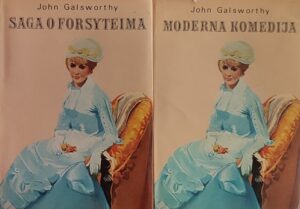 John Galsworthy
SAGA O FORSYTEIMA
John Galsworthy
MODERNA KOMEDIJA